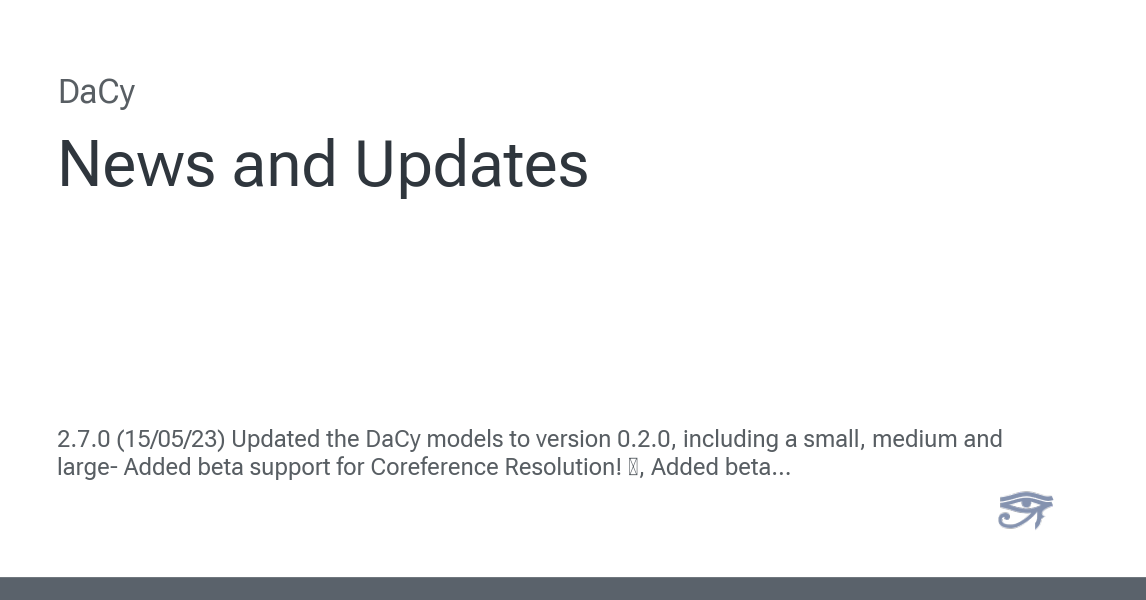 DaCy
News and Updates
2.7.0 (15/05/23) Updated the DaCy models to version 0.2.0, including a small, medium and
large- Added beta support for Coreference Resolution! , Added beta...